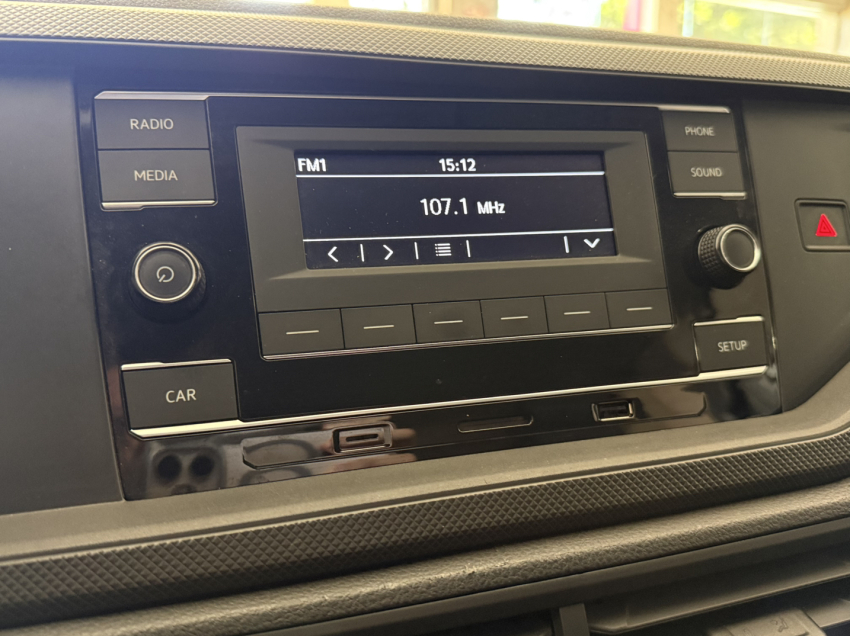 RADIO
MEDIA
FM1 15:12
107.1 MHz
PHONE
SOUND
CAR
SETUP